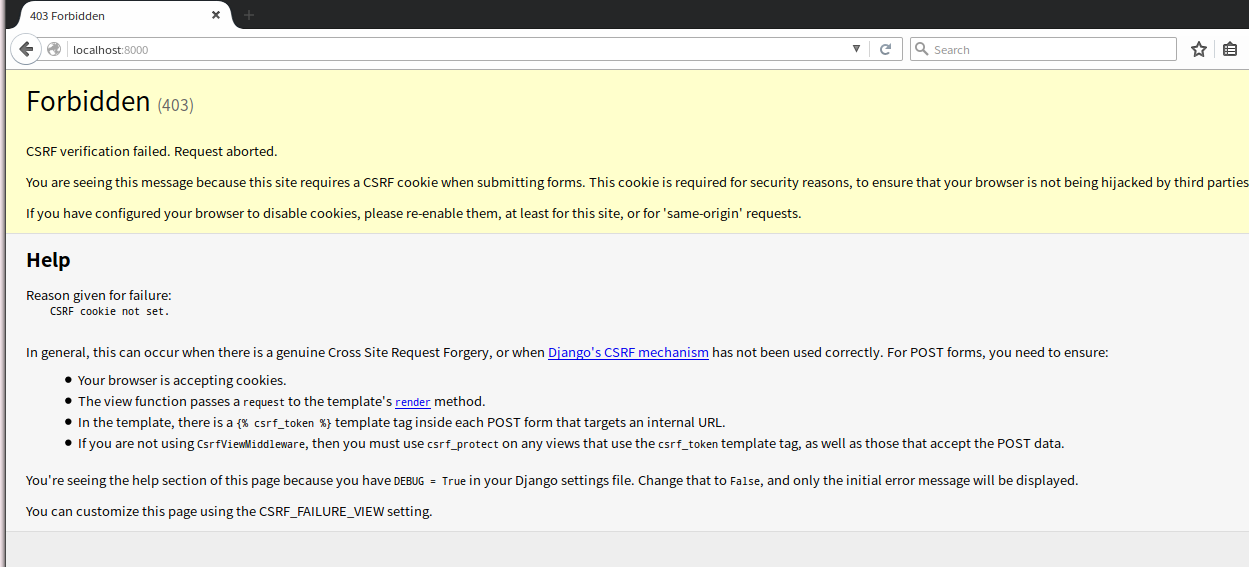 403 Forbidden
localhost:8000
Search
Forbidden (403)
CSRF verification failed. Request aborted.
You are seeing this message because this site requires a CSRF cookie when submitting forms. This cookie is required for security reasons, to ensure that your browser is not being hijacked by third parties
If you have configured your browser to disable cookies, please re-enable them, at least for this site, or for 'same-origin' requests.
Help
Reason given for failure:
CSRF cookie not set.
In general, this can occur when there is a genuine Cross Site Request Forgery, or when Django's CSRF mechanism has not been used correctly. For POST forms, you need to ensure:
● Your browser is accepting cookies.
● The view function passes a request to the template's render method.
● In the template, there is a {% csrf_token %} template tag inside each POST form that targets an internal URL.
● If you are not using CsrfViewMiddleware, then you must use csrf_protect on any views that use the csrf_token template tag, as well as those that accept the POST data.
You're seeing the help section of this page because you have DEBUG = True in your Django settings file. Change that to False, and only the initial error message will be displayed.
You can customize this page using the CSRF_FAILURE_VIEW setting.